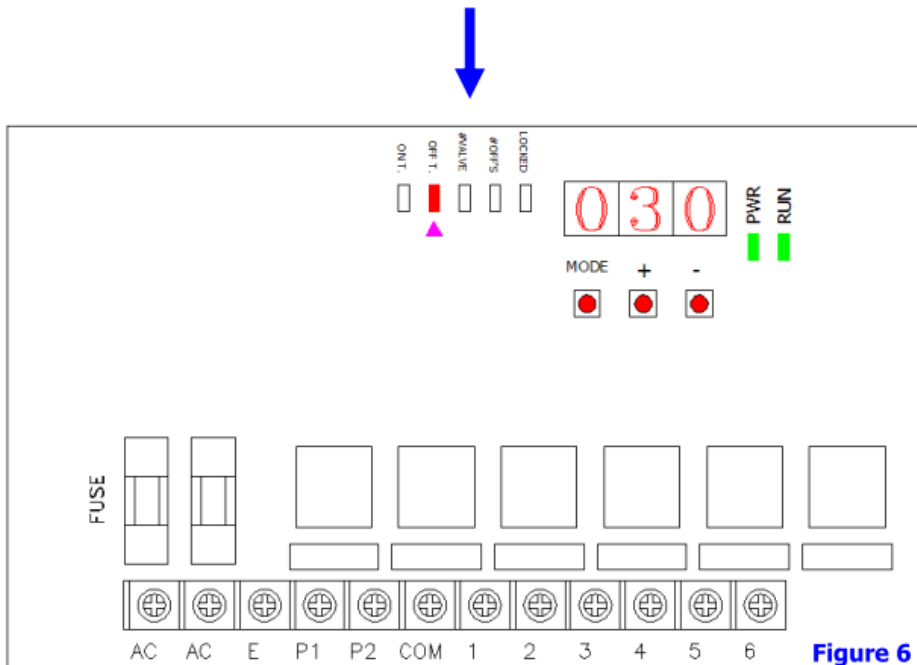 ON T.
OFF T.
#VALVE
#OFF'S
LOCKED
030
PWR
RUN
MODE + -
FUSE
AC AC E P1 P2 COM 1 2 3 4 5 6
Figure 6